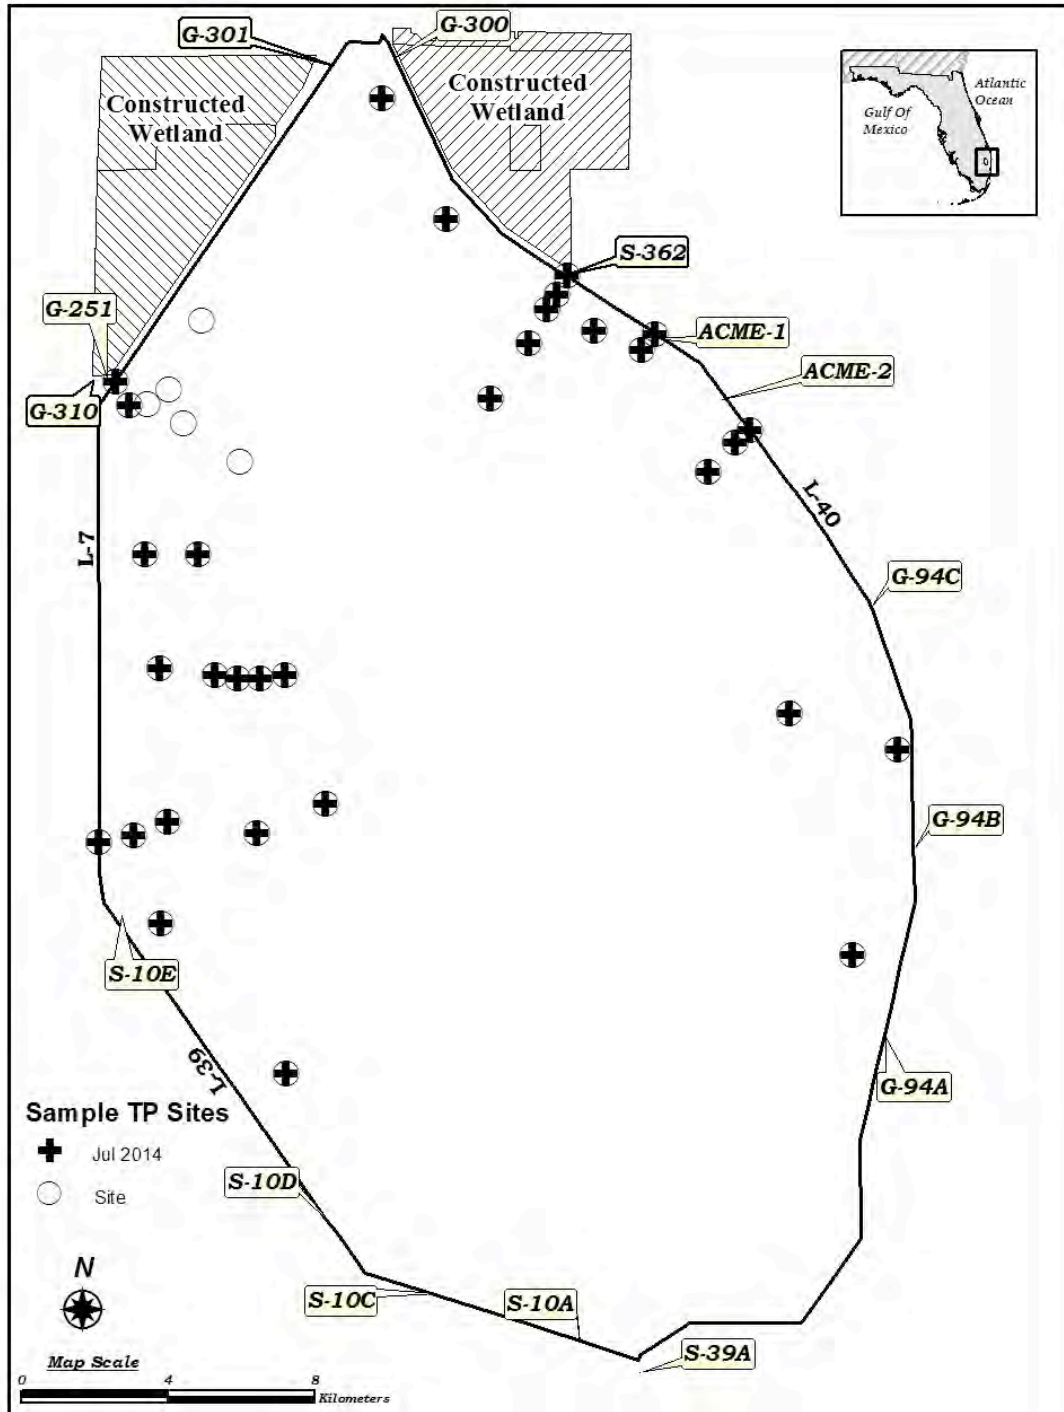 G-301
G-300
Constructed
Wetland
Constructed
Wetland
Atlantic
Ocean
Gulf Of
Mexico
S-362
G-251
ACME-1
ACME-2
G-310
L-40
L-7
G-94C
G-94B
S-10E
L-39
G-94A
Sample TP Sites
Jul 2014
Site
S-10D
N
S-10C
S-10A
S-39A
Map Scale
0 4 8
Kilometers